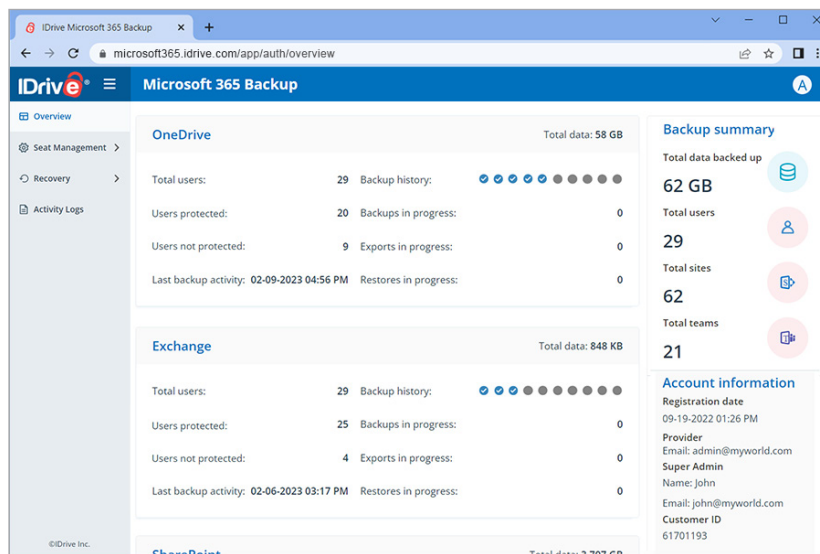 IDrive Microsoft 365 Backup
microsoft365.idrive.com/app/auth/overview
IDrive®
Microsoft 365 Backup
A
Overview
Seat Management
Recovery
Activity Logs
©IDrive Inc.
OneDrive Total data: 58 GB
Total users: 29 Backup history:
Users protected: 20 Backups in progress: 0
Users not protected: 9 Exports in progress: 0
Last backup activity: 02-09-2023 04:56 PM Restores in progress: 0
Exchange Total data: 848 KB
Total users: 29 Backup history:
Users protected: 25 Backups in progress: 0
Users not protected: 4 Exports in progress: 0
Last backup activity: 02-06-2023 03:17 PM Restores in progress: 0
SharePoint Total data: 3.797 GB
Backup summary
Total data backed up
62 GB
Total users
29
Total sites
62
Total teams
21
Account information
Registration date
09-19-2022 01:26 PM
Provider
Email: admin@myworld.com
Super Admin
Name: John
Email: john@myworld.com
Customer ID
61701193